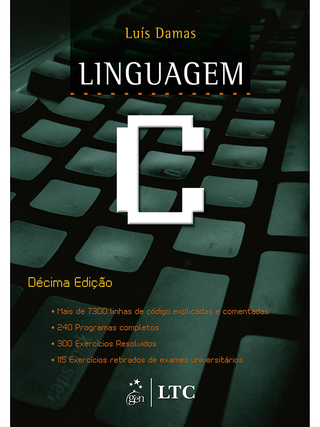 Luís Damas
LINGUAGEM
C
Décima Edição
• Mais de 7300 linhas de código explicadas e comentadas
• 240 Programas completos
• 300 Exercícios Resolvidos
• 115 Exercícios retirados de exames universitários
gen LTC